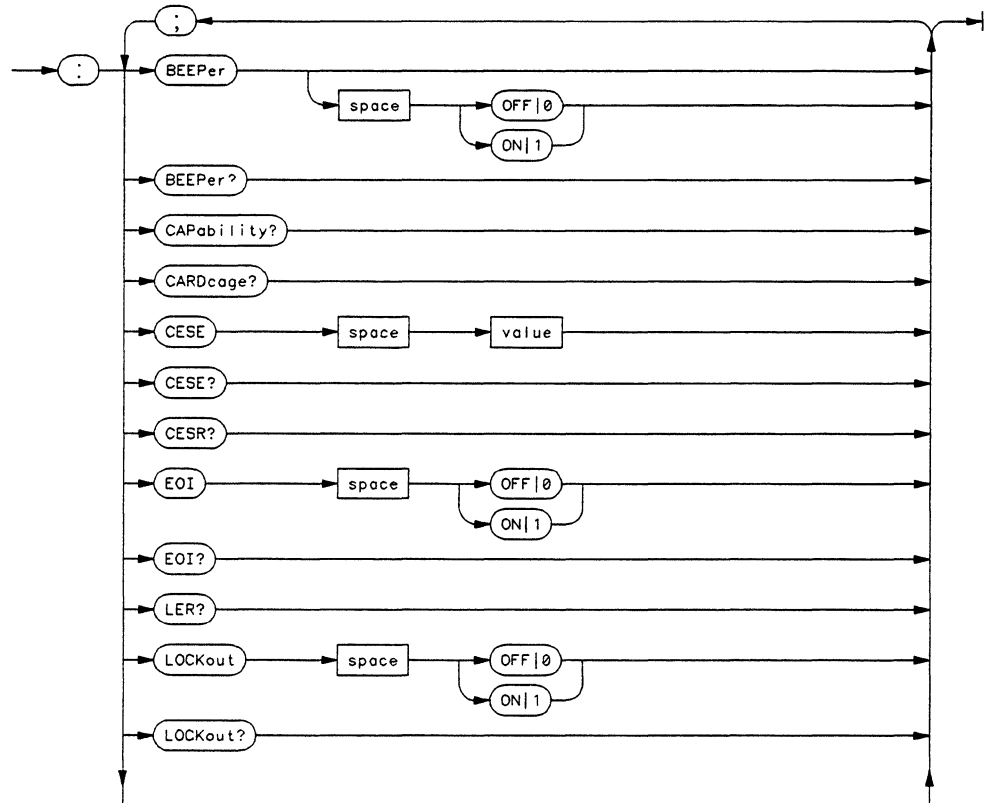 ;
: BEEPer
space OFF|0
ON|1
BEEPer?
CAPability?
CARDcage?
CESE space value
CESE?
CESR?
EOI space OFF|0
ON|1
EOI?
LER?
LOCKout space OFF|0
ON|1
LOCKout?